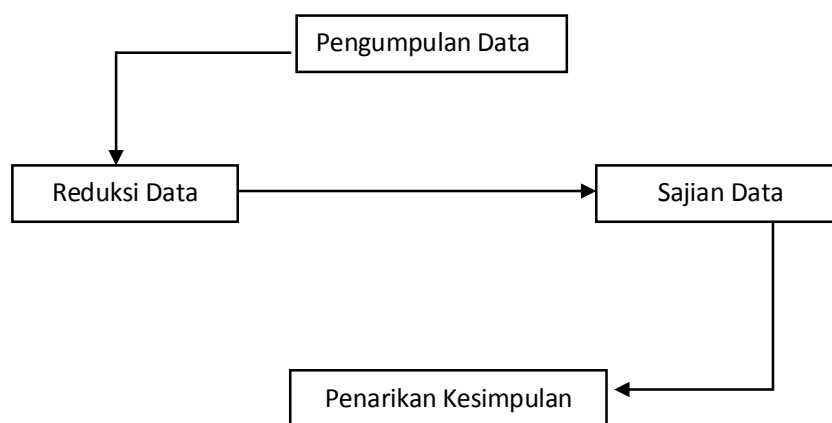 Pengumpulan Data
Reduksi Data
Sajian Data
Penarikan Kesimpulan